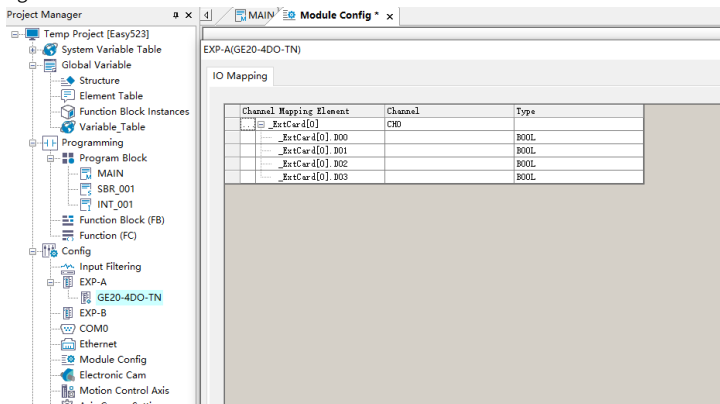 Project Manager
MAIN
Module Config *
Temp Project [Easy523]
System Variable Table
Global Variable
Structure
Element Table
Function Block Instances
Variable_Table
Programming
Program Block
MAIN
SBR_001
INT_001
Function Block (FB)
Function (FC)
Config
Input Filtering
EXP-A
GE20-4DO-TN
EXP-B
COM0
Ethernet
Module Config
Electronic Cam
Motion Control Axis
EXP-A(GE20-4DO-TN)
IO Mapping
Channel Mapping Element Channel Type
... _ExtCard[0] CH0
_ExtCard[0].DO0 BOOL
_ExtCard[0].DO1 BOOL
_ExtCard[0].DO2 BOOL
_ExtCard[0].DO3 BOOL